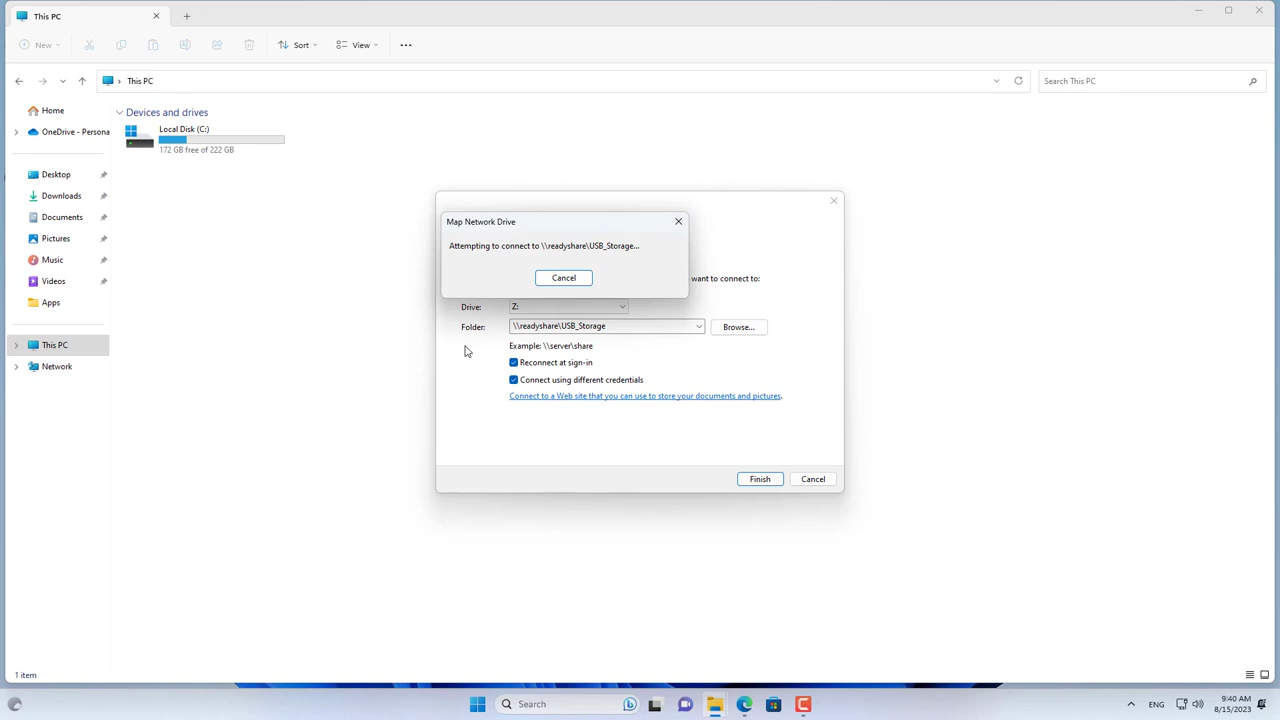 This PC
New
Sort
View
This PC
Search This PC
Home
OneDrive - Persona
Desktop
Downloads
Documents
Pictures
Music
Videos
Apps
This PC
Network
Devices and drives
Local Disk (C:)
172 GB free of 222 GB
Map Network Drive
Attempting to connect to \\readyshare\USB_Storage...
Cancel
want to connect to:
Drive:
Z:
Folder:
\\readyshare\USB_Storage
Browse...
Example: \\server\share
Reconnect at sign-in
Connect using different credentials
Connect to a Web site that you can use to store your documents and pictures.
Finish
Cancel
1 item
Search
ENG
9:40 AM
8/15/2023